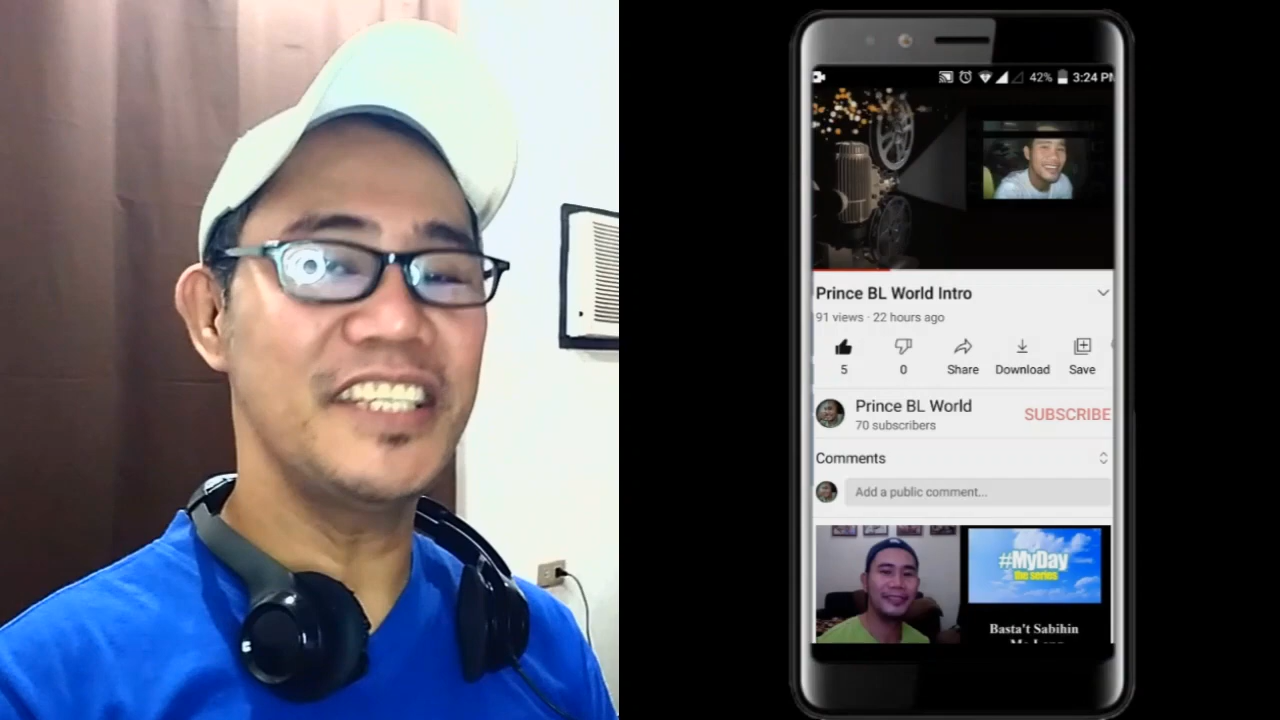 42% 3:24 PM
Prince BL World Intro
91 views · 22 hours ago
5
0
Share
Download
Save
Prince BL World
70 subscribers
SUBSCRIBE
Comments
Add a public comment...
#MyDay
the series
Basta't Sabihin